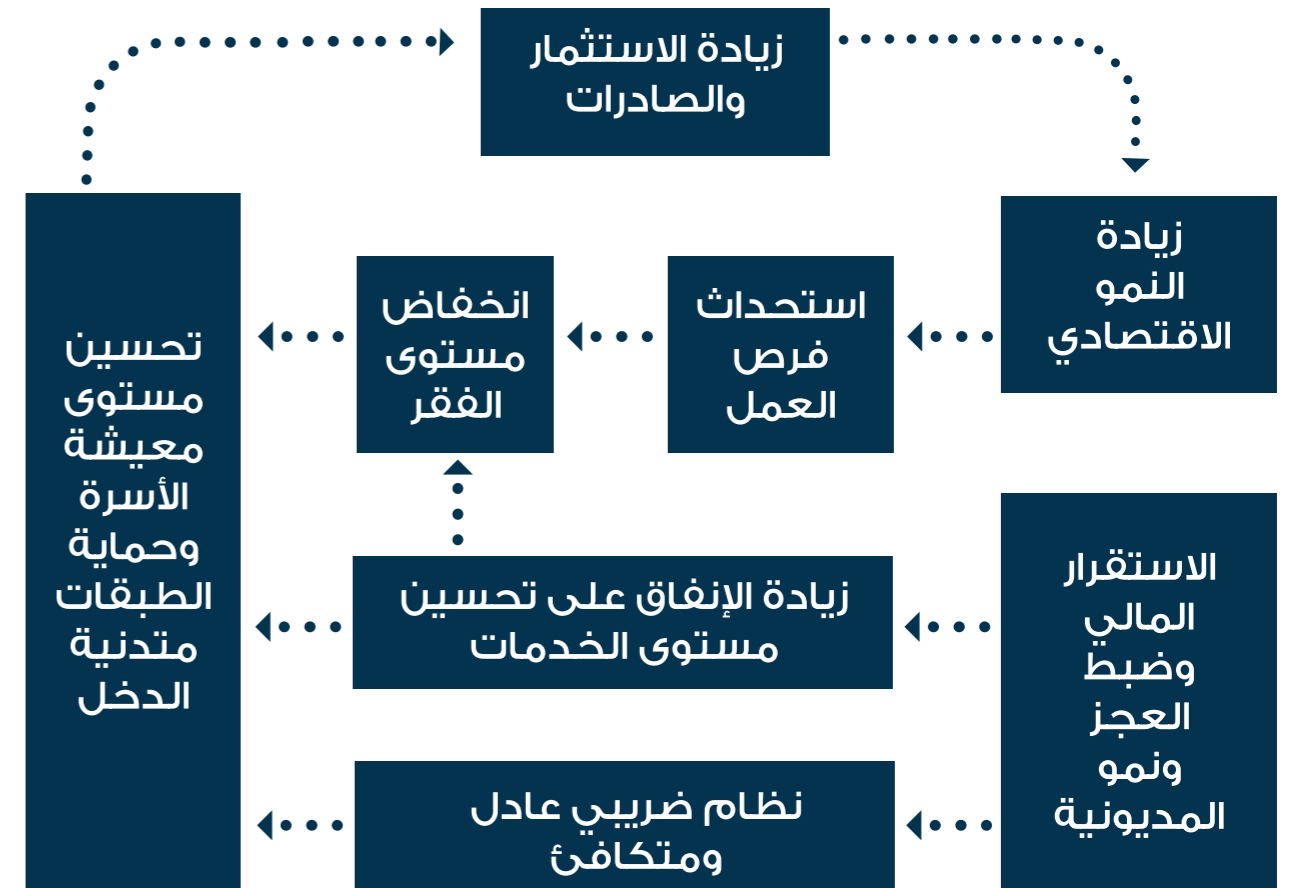 زيادة الاستثمار
والصادرات
زيادة
النمو
الاقتصادي
استحداث
فرص
العمل
انخفاض
مستوى
الفقر
تحسين
مستوى
معيشة
الأسرة
وحماية
الطبقات
متدنية
الدخل
الاستقرار
المالي
وضبط
العجز
ونمو
المديونية
زيادة الإنفاق على تحسين
مستوى الخدمات
نظام ضريبي عادل
ومتكافئ